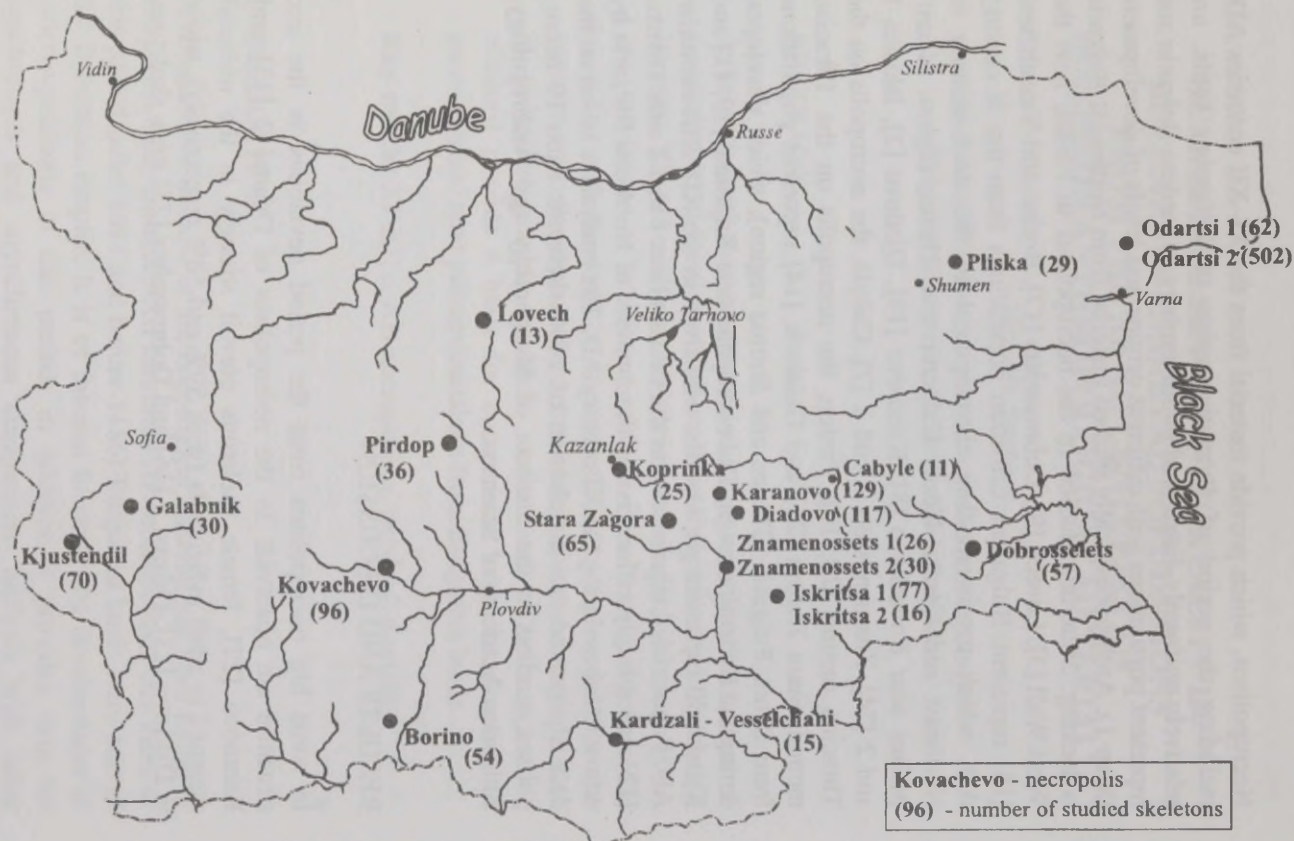 Vidin
Danube
Silistra
Russe
Odartsi 1 (62)
Odartsi 2 (502)
Pliska (29)
Shumen
Varna
Lovech
(13)
Veliko Tarnovo
Black Sea
Sofia
Pirdop
(36)
Kazanlak
Koprinka
(25)
Cabyle (11)
Karanovo (129)
Diadovo (117)
Galabnik
(30)
Stara Zagora
(65)
Kjustendil
(70)
Znamenossets 1 (26)
Znamenossets 2 (30)
Dobrosselets
(57)
Kovachevo
(96)
Plovdiv
Iskritsa 1 (77)
Iskritsa 2 (16)
Borino
(54)
Kardzali - Vesselchani
(15)
Kovachevo - necropolis
(96) - number of studied skeletons